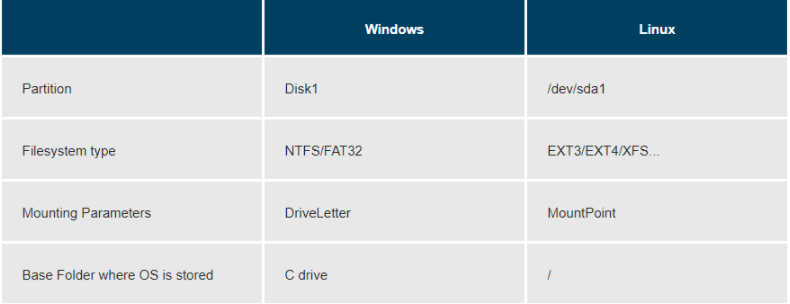 Windows Linux
Partition Disk1 /dev/sda1
Filesystem type NTFS/FAT32 EXT3/EXT4/XFS...
Mounting Parameters DriveLetter MountPoint
Base Folder where OS is stored C drive /